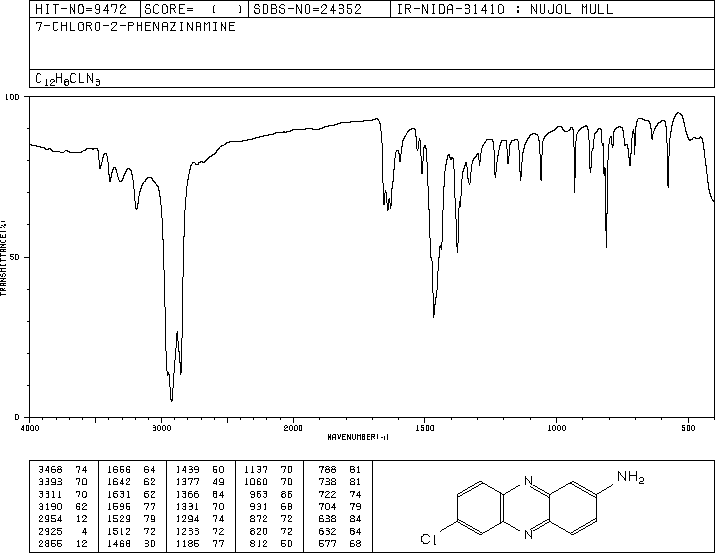 HIT-NO=9472 SCORE= ( ) SDBS-NO=24352 IR-NIDA-31410 : NUJOL MULL
7-CHLORO-2-PHENAZINAMINE
C12H8CLN3
100
50
0
TRANSMITTANCE(%)
4000 3000 2000 1500 1000 500
WAVENUMBER(-1)
3468 74 1656 64 1439 50 1137 70 788 81
3393 70 1642 62 1377 49 1060 70 738 81
3311 70 1631 62 1366 64 963 86 722 74
3190 62 1596 77 1331 70 931 68 704 79
2954 12 1529 79 1294 74 872 72 638 84
2925 4 1512 72 1233 72 820 72 632 84
2855 12 1468 30 1186 77 812 50 577 68
N
NH2
N
Cl